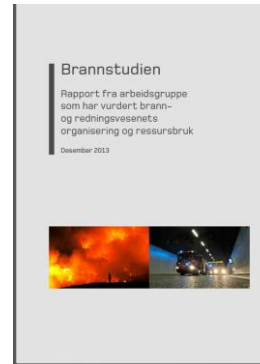 Brannstudien
Rapport fra arbeidsgruppe
som har vurdert brann-
og redningsvesenets
organisering og ressursbruk
Desember 2013